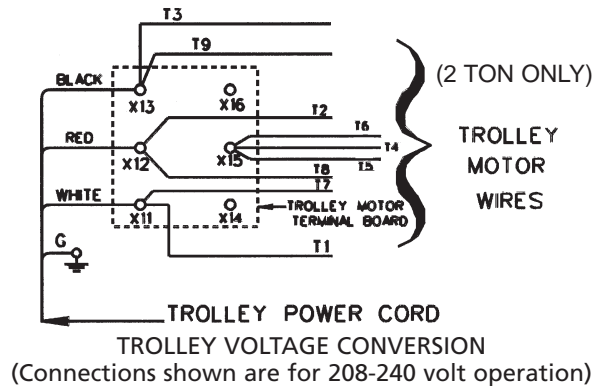 T3
T9
BLACK
X13
X16
(2 TON ONLY)
T2
RED
X12
X15
T6
T4
T5
TROLLEY
MOTOR
WIRES
T8
T7
WHITE
X11
X14
TROLLEY MOTOR
TERMINAL BOARD
G
T1
TROLLEY POWER CORD
TROLLEY VOLTAGE CONVERSION
(Connections shown are for 208-240 volt operation)